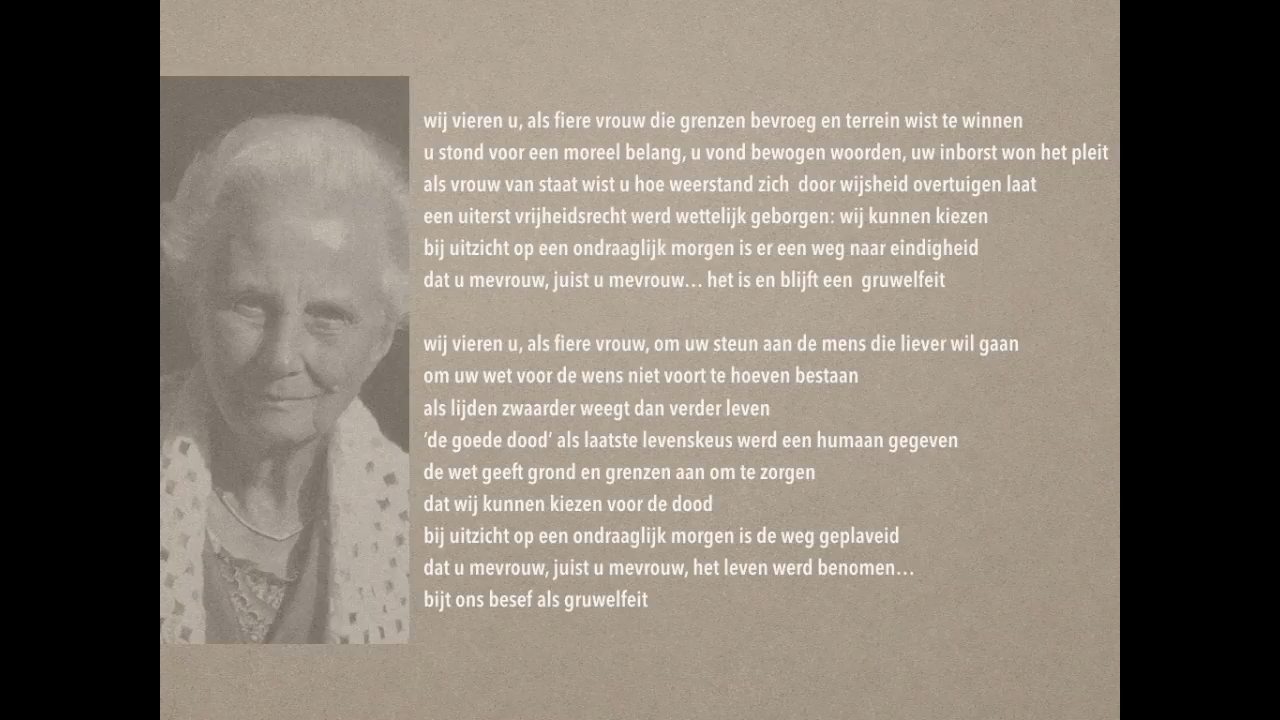 wij vieren u, als fiere vrouw die grenzen bevroeg en terrein wist te winnen
u stond voor een moreel belang, u vond bewogen woorden, uw inborst won het pleit
als vrouw van staat wist u hoe weerstand zich  door wijsheid overtuigen laat
een uiterst vrijheidsrecht werd wettelijk geborgen: wij kunnen kiezen
bij uitzicht op een ondraaglijk morgen is er een weg naar eindigheid
dat u mevrouw, juist u mevrouw… het is en blijft een  gruwelfeit
wij vieren u, als fiere vrouw, om uw steun aan de mens die liever wil gaan
om uw wet voor de wens niet voort te hoeven bestaan
als lijden zwaarder weegt dan verder leven
‘de goede dood’ als laatste levenskeus werd een humaan gegeven
de wet geeft grond en grenzen aan om te zorgen
dat wij kunnen kiezen voor de dood
bij uitzicht op een ondraaglijk morgen is de weg geplaveid
dat u mevrouw, juist u mevrouw, het leven werd benomen…
bijt ons besef als gruwelfeit